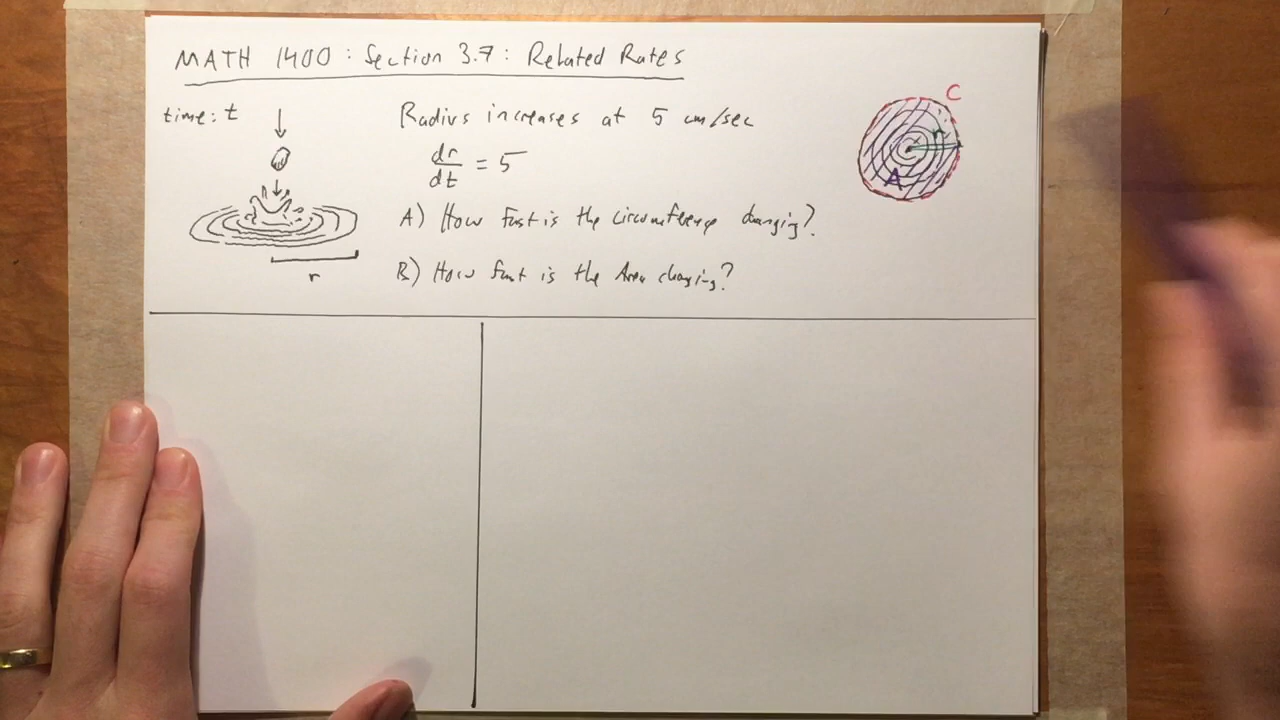 MATH 1400 : Section 3.7 : Related Rates
time: t
Radius increases at 5 cm/sec
dr/dt = 5
A) How fast is the circumference changing?
B) How fast is the Area changing?
r
C
r
A